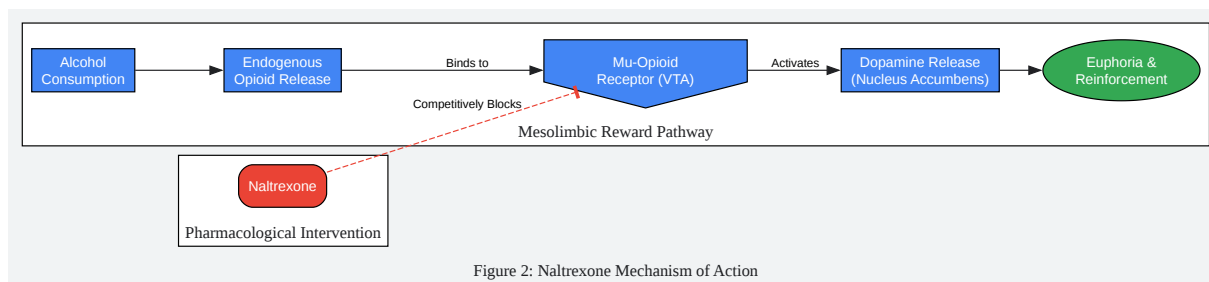 Alcohol
Consumption
Endogenous
Opioid Release
Binds to
Mu-Opioid
Receptor (VTA)
Activates
Dopamine Release
(Nucleus Accumbens)
Euphoria &
Reinforcement
Competitively Blocks
Mesolimbic Reward Pathway
Naltrexone
Pharmacological Intervention
Figure 2: Naltrexone Mechanism of Action